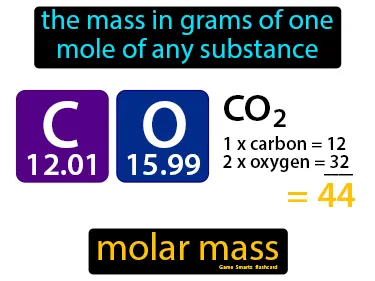 the mass in grams of one
mole of any substance
C
12.01
O
15.99
CO₂
1 x carbon = 12
2 x oxygen = 32
= 44
molar mass
Game Smartz flashcard